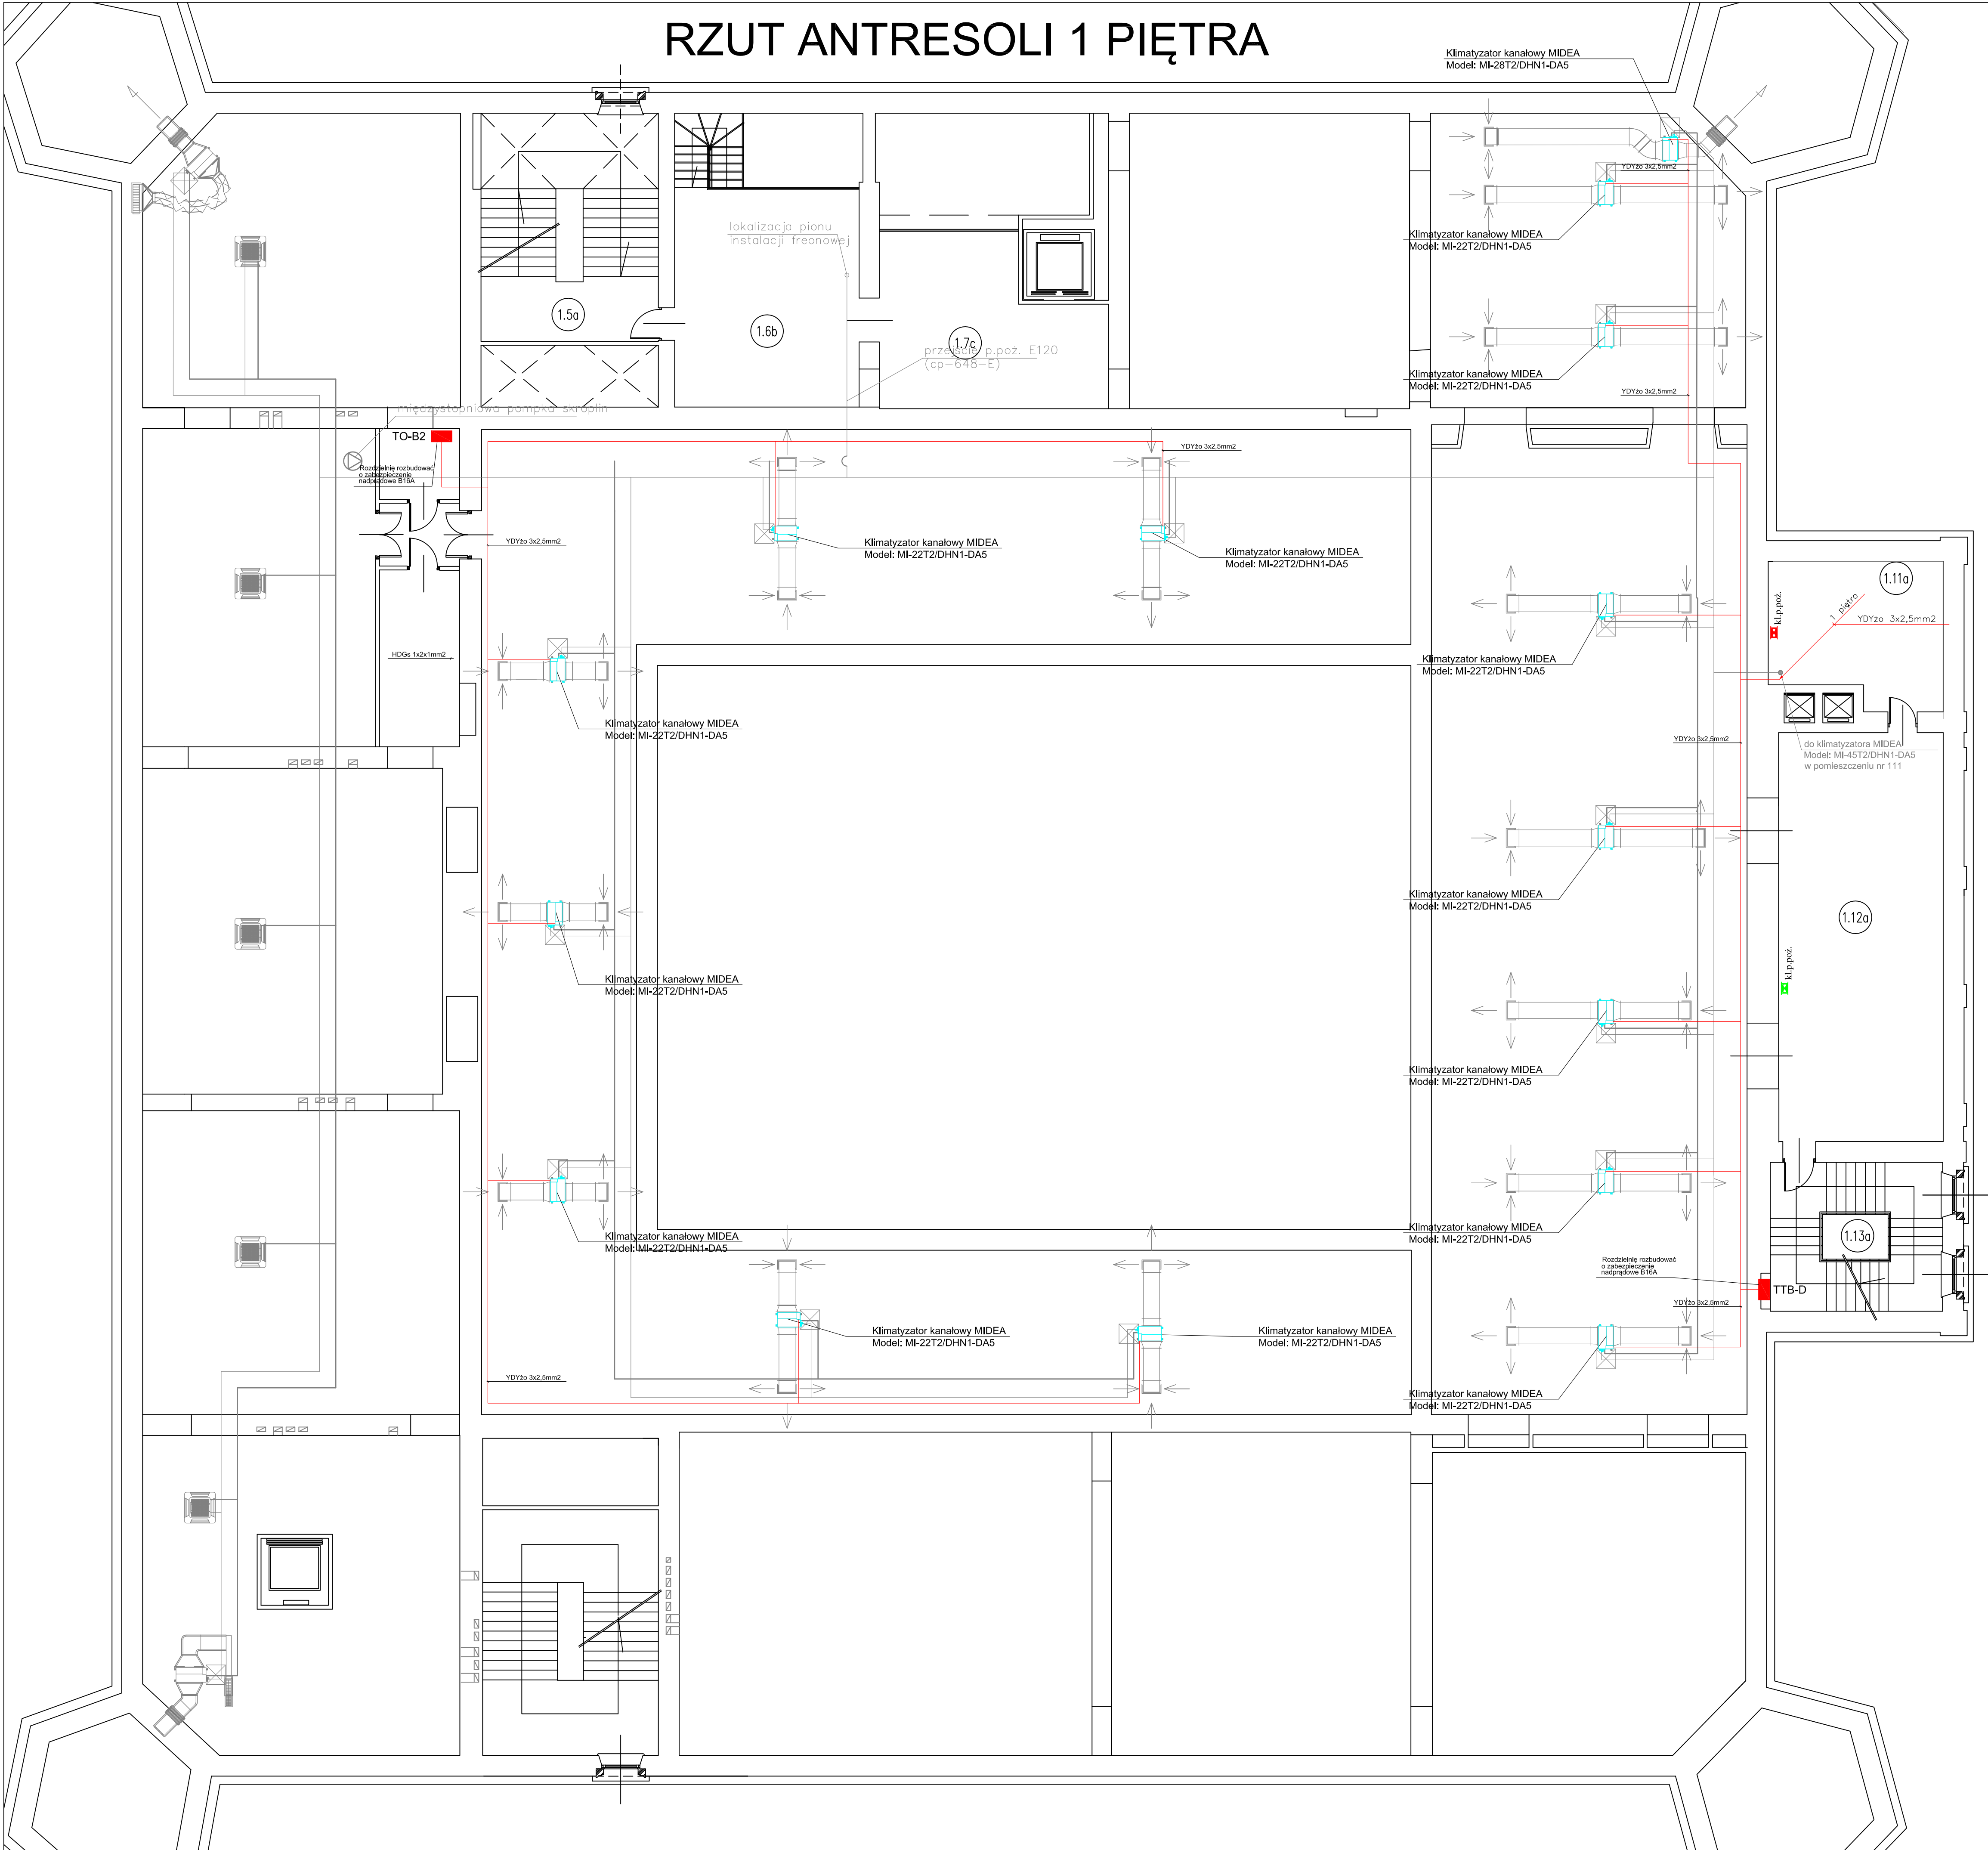 RZUT ANTRESOLI 1 PIĘTRA
Klimatyzator kanałowy MIDEA
Model: MI-28T2/DHN1-DA5
YDYżo 3x2,5mm2
lokalizacja pionu
instalacji freonowej
Klimatyzator kanałowy MIDEA
Model: MI-22T2/DHN1-DA5
1.5a
1.6b
1.7c
przejście p.poż. E120
(cp-648-E)
Klimatyzator kanałowy MIDEA
Model: MI-22T2/DHN1-DA5
YDYżo 3x2,5mm2
międzystopniowa pompka skroplin
TO-B2
Rozdzielnię rozbudować
o zabezpieczenie
nadprądowe B16A
YDYżo 3x2,5mm2
YDYżo 3x2,5mm2
Klimatyzator kanałowy MIDEA
Model: MI-22T2/DHN1-DA5
Klimatyzator kanałowy MIDEA
Model: MI-22T2/DHN1-DA5
1.11a
kl.p.poż.
1 piętro
YDYżo 3x2,5mm2
HDGs 1x2x1mm2
Klimatyzator kanałowy MIDEA
Model: MI-22T2/DHN1-DA5
Klimatyzator kanałowy MIDEA
Model: MI-22T2/DHN1-DA5
YDYżo 3x2,5mm2
do klimatyzatora MIDEA
Model: MI-45T2/DHN1-DA5
w pomieszczeniu nr 111
Klimatyzator kanałowy MIDEA
Model: MI-22T2/DHN1-DA5
1.12a
kl.p.poż.
Klimatyzator kanałowy MIDEA
Model: MI-22T2/DHN1-DA5
Klimatyzator kanałowy MIDEA
Model: MI-22T2/DHN1-DA5
Klimatyzator kanałowy MIDEA
Model: MI-22T2/DHN1-DA5
Klimatyzator kanałowy MIDEA
Model: MI-22T2/DHN1-DA5
1.13a
Rozdzielnię rozbudować
o zabezpieczenie
nadprądowe B16A
TTB-D
YDYżo 3x2,5mm2
Klimatyzator kanałowy MIDEA
Model: MI-22T2/DHN1-DA5
Klimatyzator kanałowy MIDEA
Model: MI-22T2/DHN1-DA5
YDYżo 3x2,5mm2
Klimatyzator kanałowy MIDEA
Model: MI-22T2/DHN1-DA5